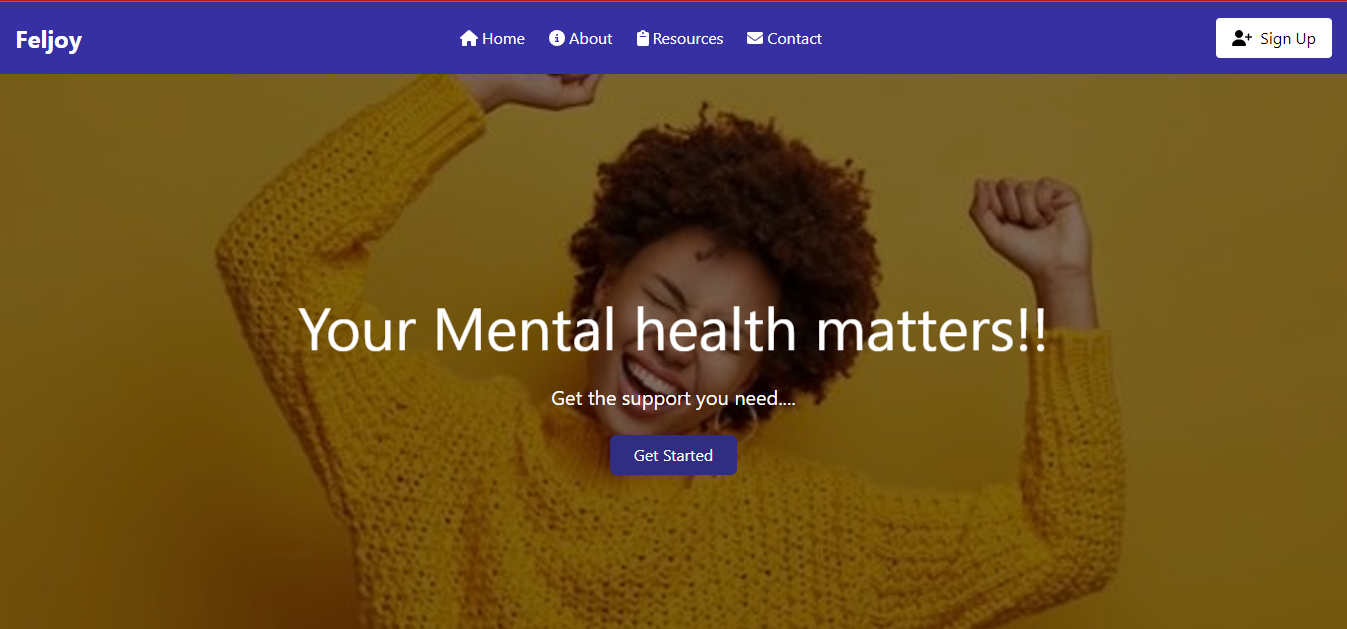 Feljoy
Home About Resources Contact
Sign Up
Your Mental health matters!!
Get the support you need....
Get Started